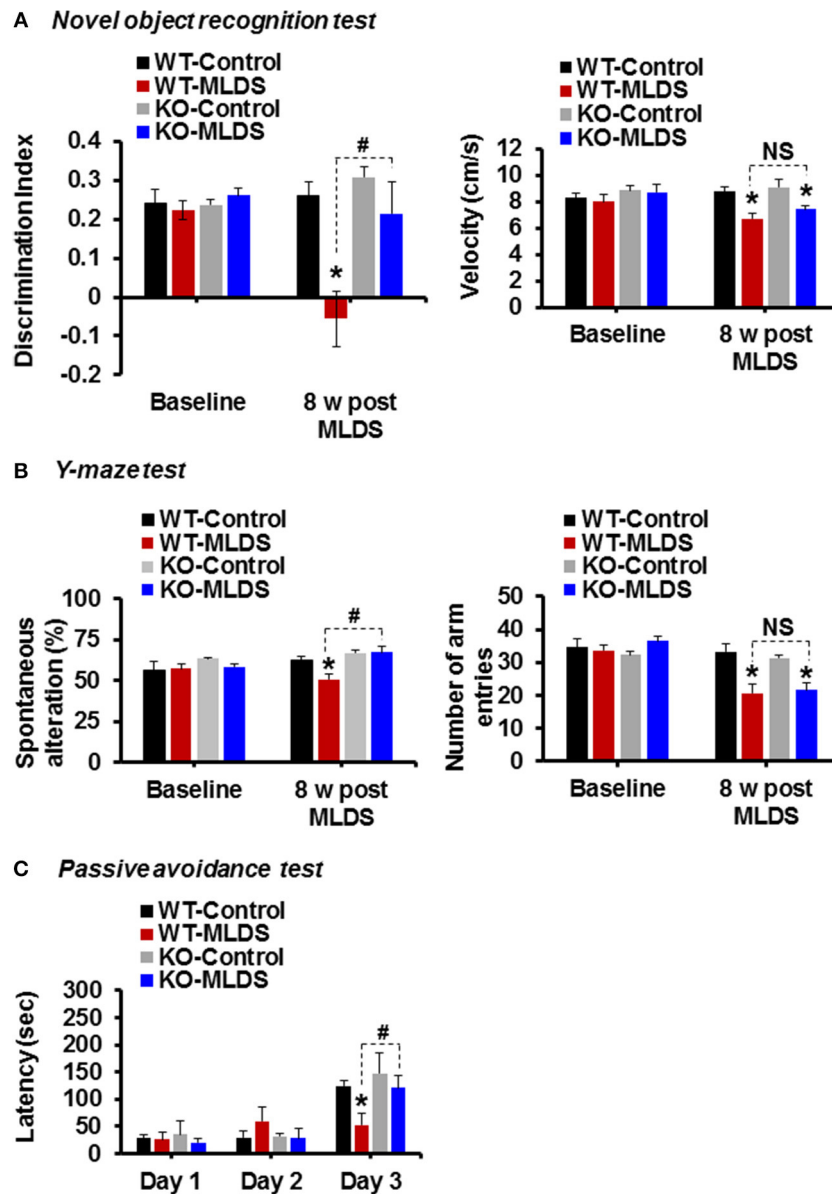 A Novel object recognition test
WT-Control
WT-MLDS
KO-Control
KO-MLDS
Discrimination Index
0.4
0.3
0.2
0.1
0
-0.1
-0.2
#
*
Baseline
8 w post
MLDS
WT-Control
WT-MLDS
KO-Control
KO-MLDS
Velocity (cm/s)
12
10
8
6
4
2
0
NS
*
*
Baseline
8 w post
MLDS
B Y-maze test
WT-Control
WT-MLDS
KO-Control
KO-MLDS
Spontaneous
alteration (%)
100
75
50
25
0
#
*
Baseline
8 w post
MLDS
WT-Control
WT-MLDS
KO-Control
KO-MLDS
Number of arm
entries
50
40
30
20
10
0
NS
*
*
Baseline
8 w post
MLDS
C Passive avoidance test
WT-Control
WT-MLDS
KO-Control
KO-MLDS
Latency (sec)
300
250
200
150
100
50
0
#
*
Day 1
Day 2
Day 3